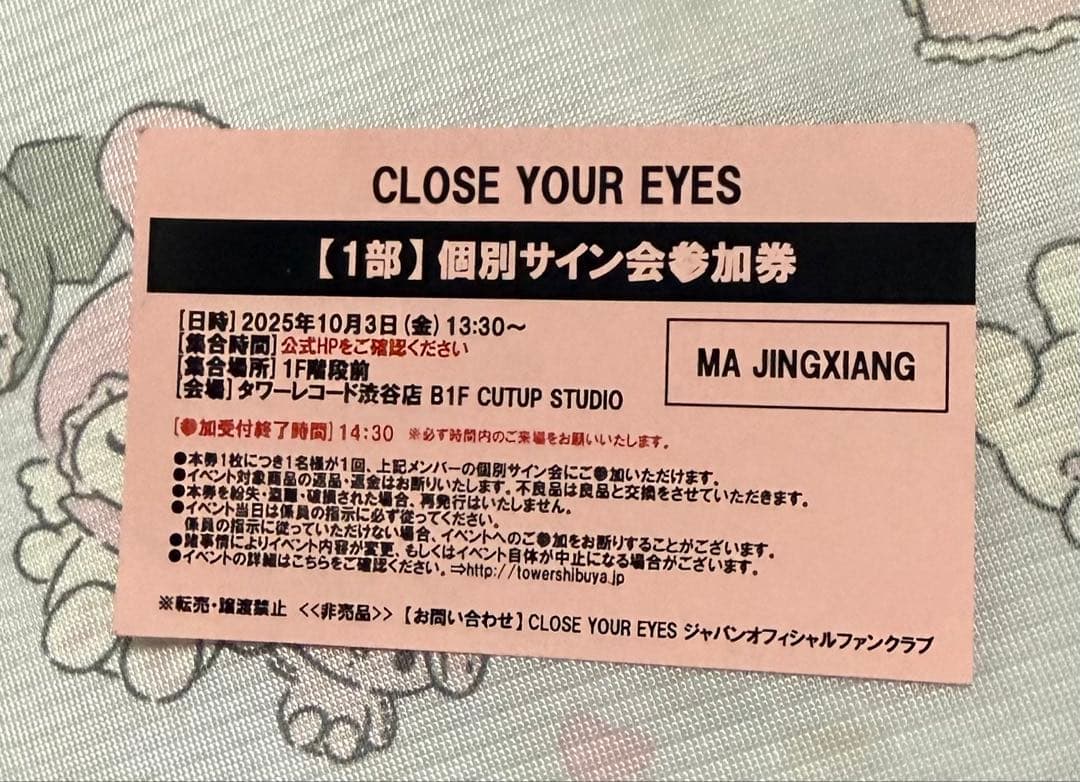 CLOSE YOUR EYES
【1部】個別サイン会参加券
[日時] 2025年10月3日(金) 13:30～
[集合時間] 公式HPをご確認ください
[集合場所] 1F階段前
[会場] タワーレコード渋谷店 B1F CUTUP STUDIO
MA JINGXIANG
[参加受付終了時間] 14:30 ※必ず時間内のご来場をお願いいたします。
●本券1枚につき1名様が1回、上記メンバーの個別サイン会にご参加いただけます。
●イベント対象商品の返品・返金はお断りいたします。不良品は良品と交換をさせていただきます。
●本券を紛失・盗難・破損された場合、再発行はいたしません。
●イベント当日は係員の指示に必ず従ってください。
係員の指示に従っていただけない場合、イベントへのご参加をお断りすることがございます。
●諸事情によりイベント内容が変更、もしくはイベント自体が中止になる場合がございます。
●イベントの詳細はこちらをご確認ください。⇒http://towershibuya.jp
※転売・譲渡禁止 <<非売品>> 【お問い合わせ】CLOSE YOUR EYES ジャパンオフィシャルファンクラブ